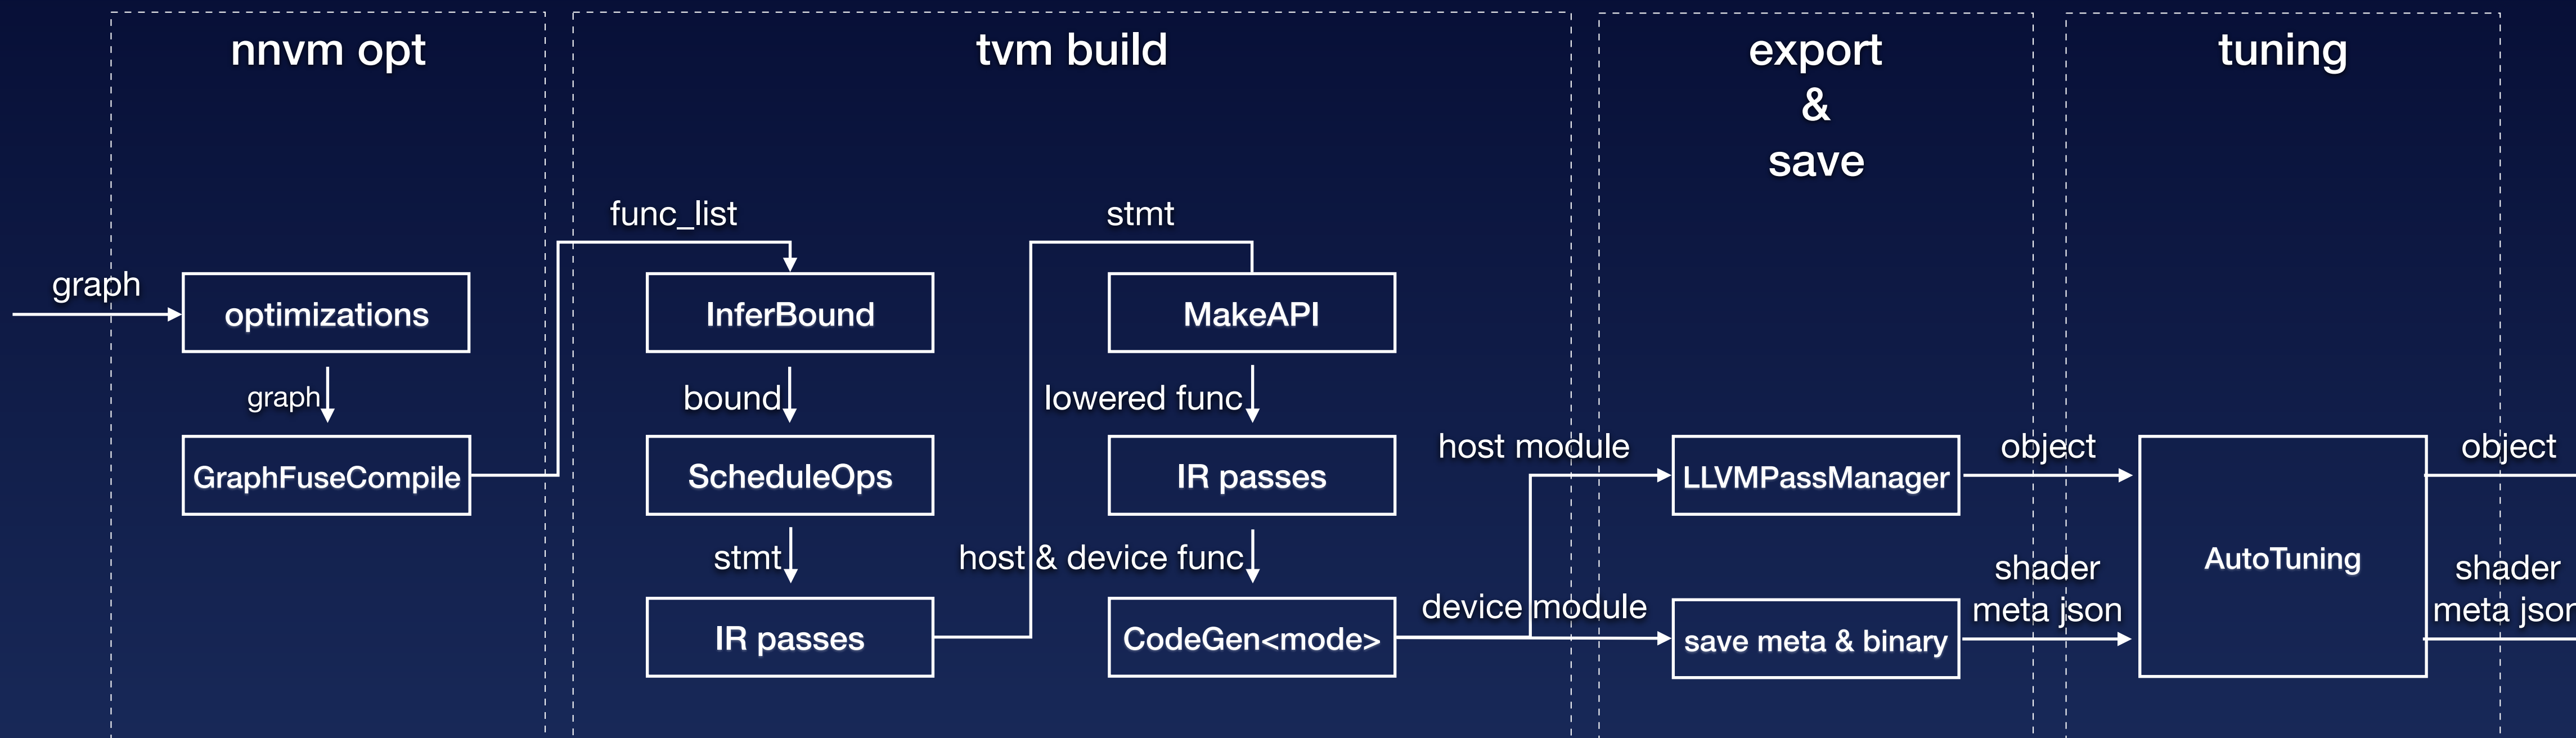 nnvm opt
tvm build
export
&
save
tuning
graph
optimizations
graph
GraphFuseCompile
func_list
InferBound
bound
ScheduleOps
stmt
IR passes
stmt
MakeAPI
lowered func
IR passes
host & device func
CodeGen<mode>
host module
device module
LLVMPassManager
save meta & binary
object
shader
meta json
AutoTuning
object
shader
meta json